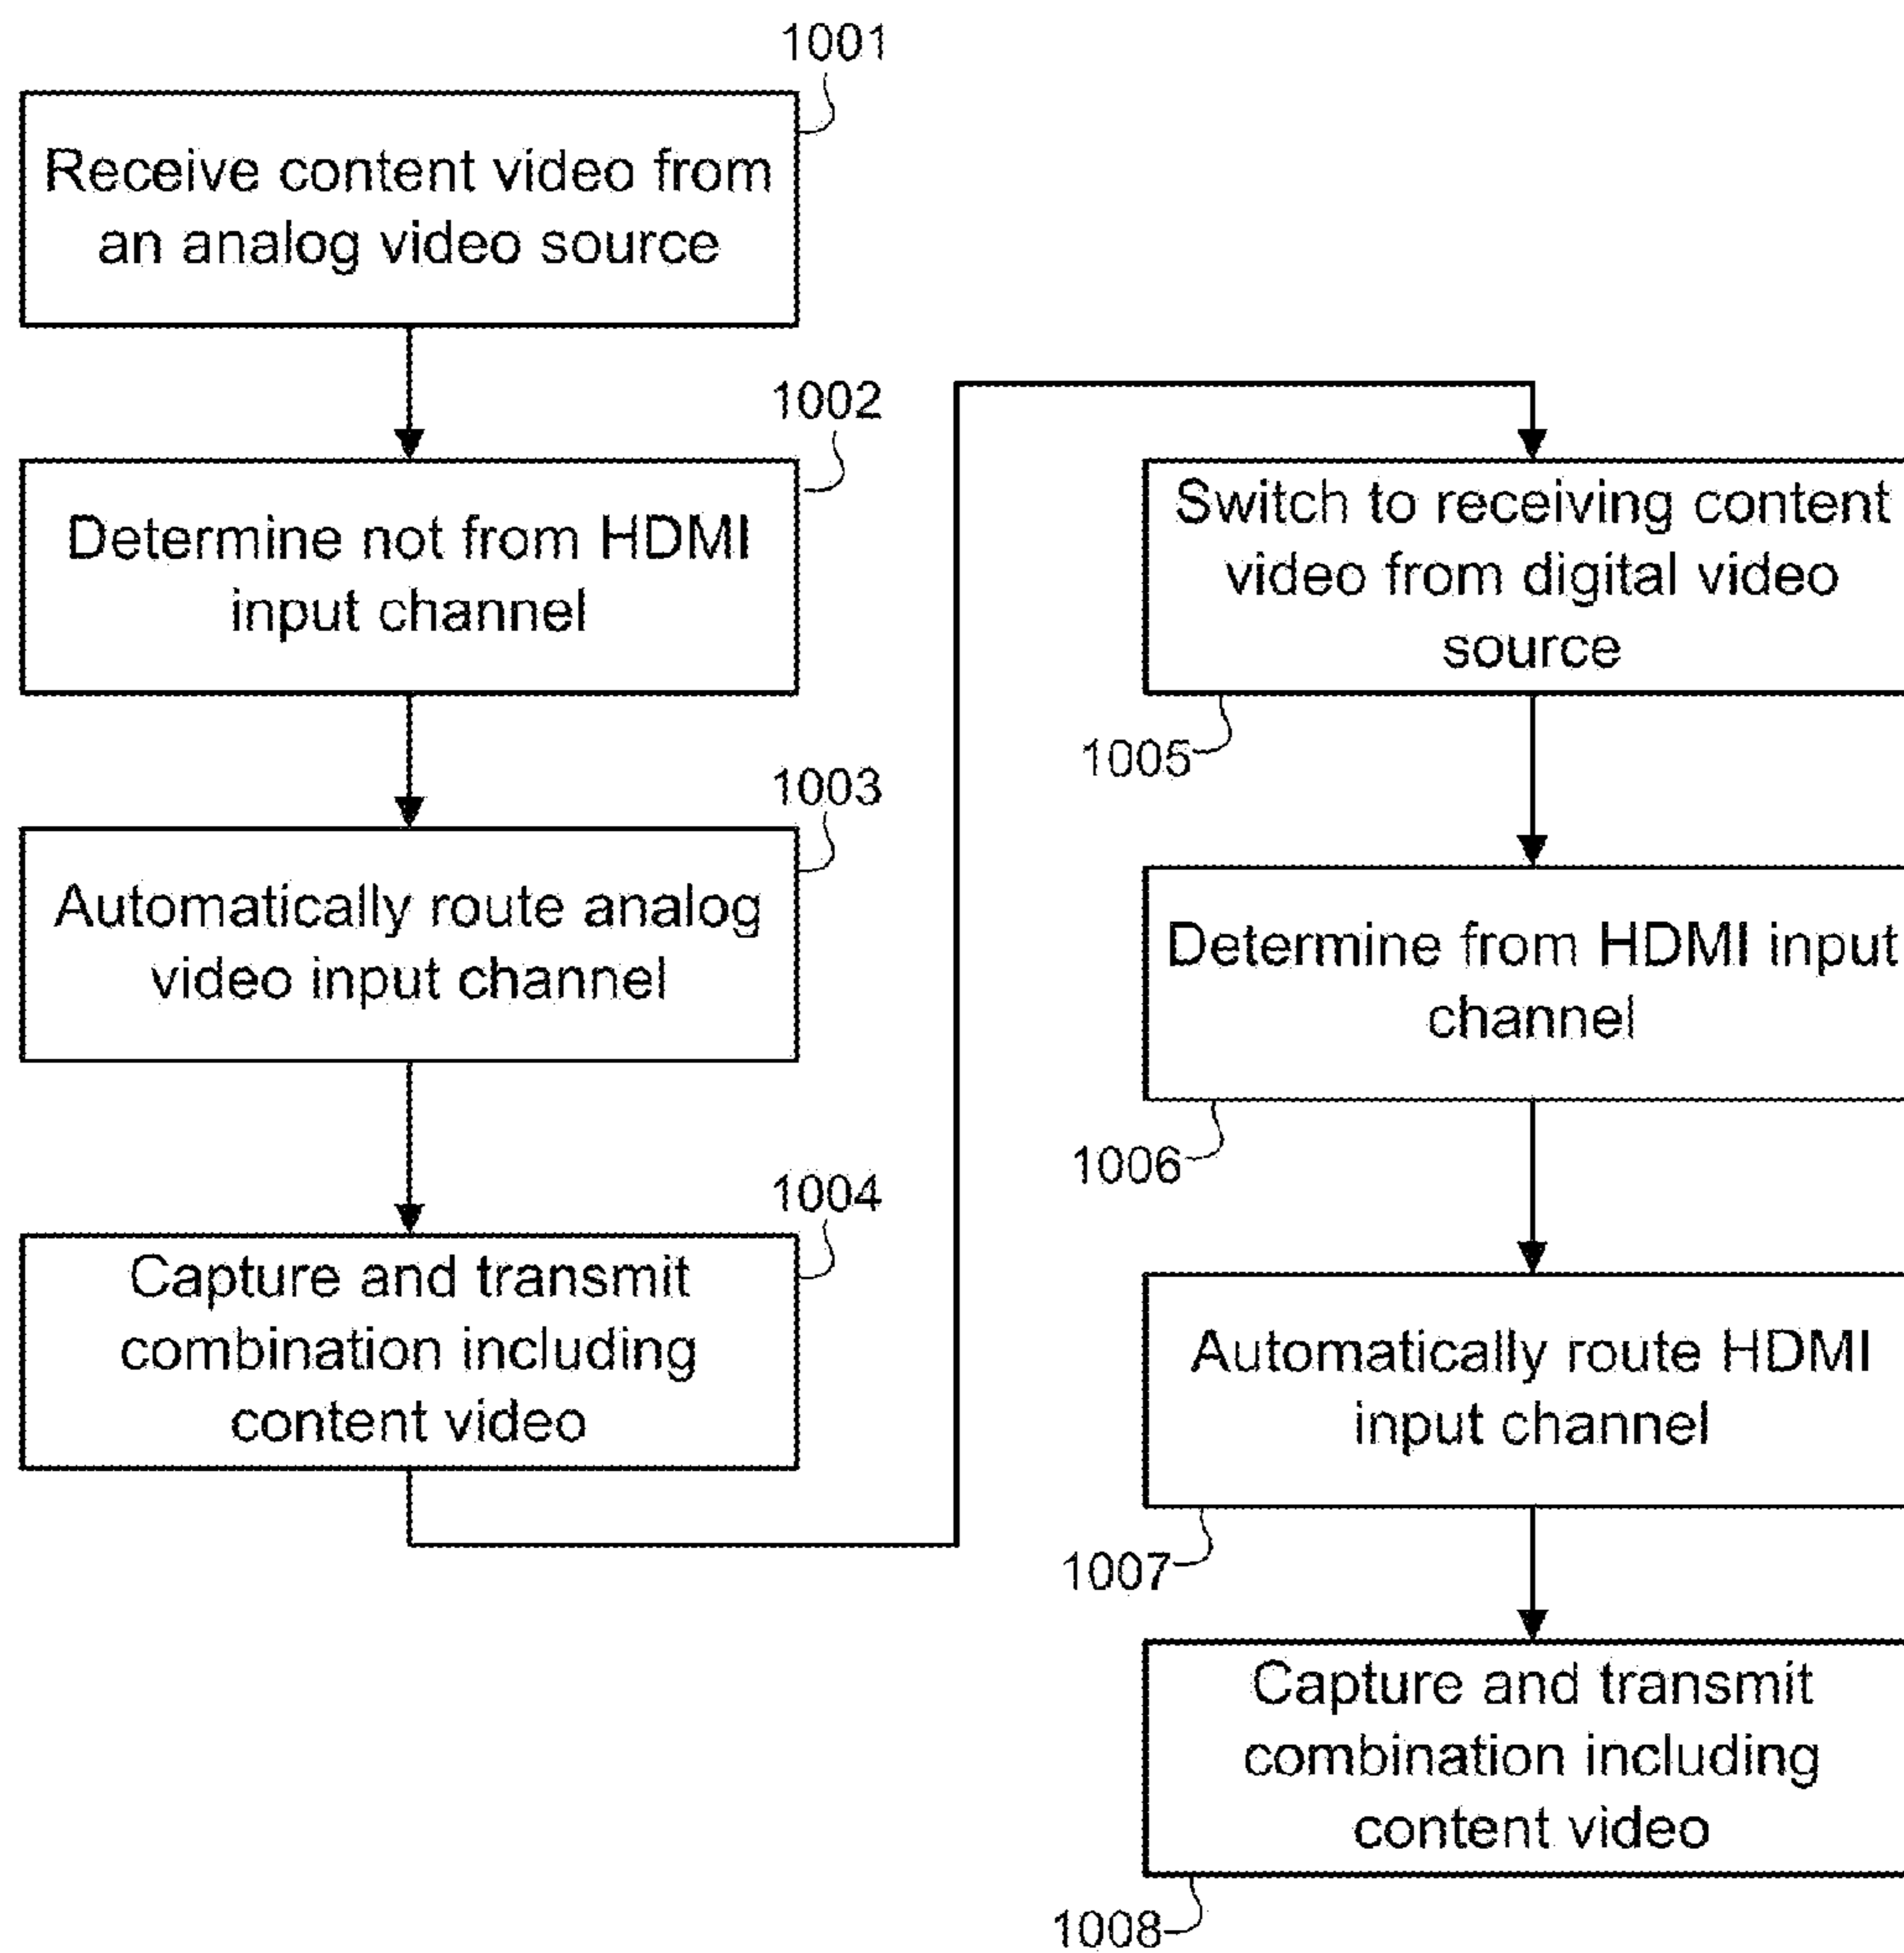 1001
Receive content video from
an analog video source
1002
Determine not from HDMI
input channel
1003
Automatically route analog
video input channel
1004
Capture and transmit
combination including
content video
Switch to receiving content
video from digital video
source
1005
Determine from HDMI input
channel
1006
Automatically route HDMI
input channel
1007
Capture and transmit
combination including
content video
1008